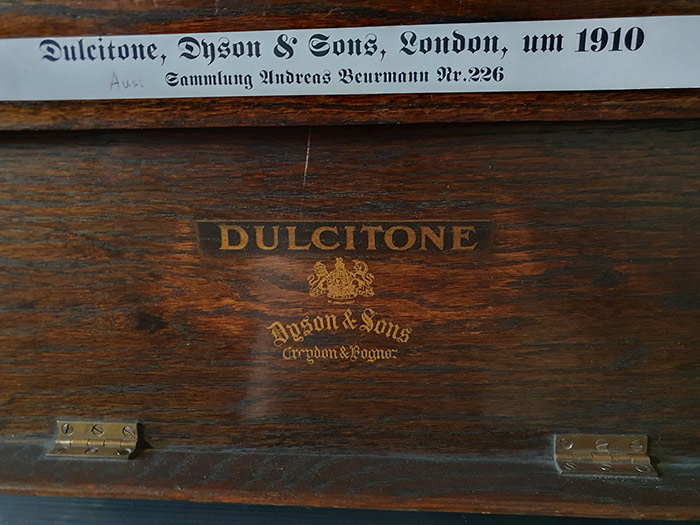 Dulcitone, Dyson & Sons, London, um 1910
Aus: Sammlung Andreas Beurmann Nr.226
DULCITONE
Dyson & Sons
Croydon & Bognor